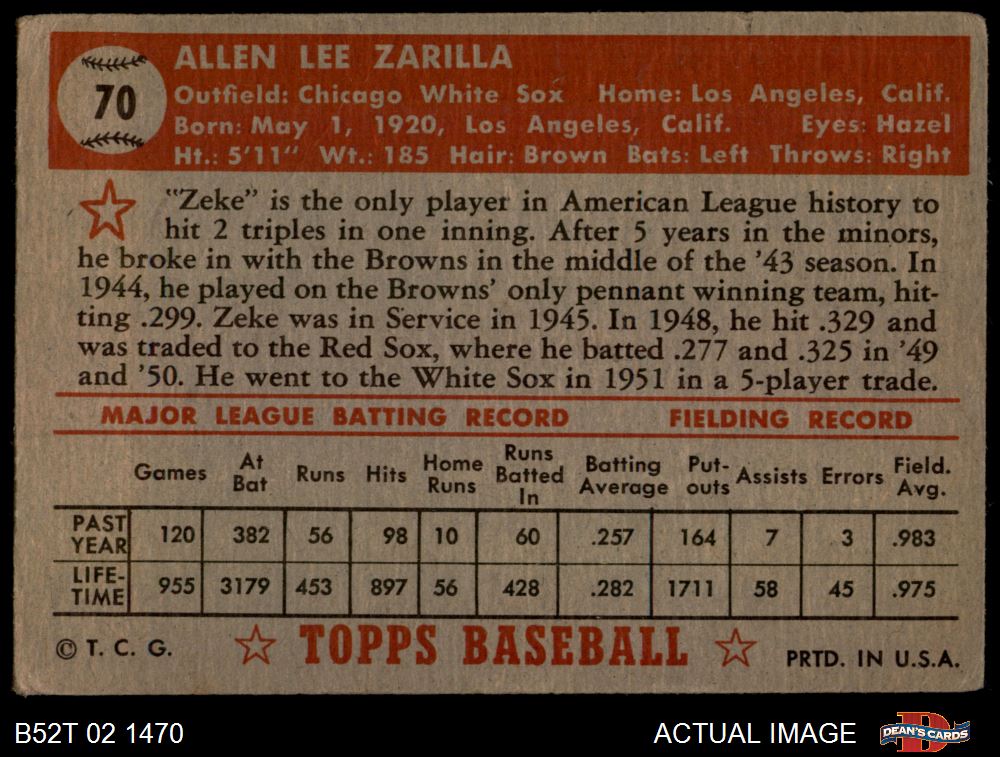 70
ALLEN LEE ZARILLA
Outfield: Chicago White Sox Home: Los Angeles, Calif.
Born: May 1, 1920, Los Angeles, Calif. Eyes: Hazel
Ht.: 5'11" Wt.: 185 Hair: Brown Bats: Left Throws: Right
"Zeke" is the only player in American League history to
hit 2 triples in one inning. After 5 years in the minors,
he broke in with the Browns in the middle of the '43 season. In
1944, he played on the Browns' only pennant winning team, hit-
ting .299. Zeke was in Service in 1945. In 1948, he hit .329 and
was traded to the Red Sox, where he batted .277 and .325 in '49
and '50. He went to the White Sox in 1951 in a 5-player trade.
MAJOR LEAGUE BATTING RECORD FIELDING RECORD
Games At Bat Runs Hits Home Runs Runs Batted In Batting Average Put-outs Assists Errors Field. Avg.
PAST YEAR 120 382 56 98 10 60 .257 164 7 3 .983
LIFE-TIME 955 3179 453 897 56 428 .282 1711 58 45 .975
© T. C. G. TOPPS BASEBALL PRTD. IN U.S.A.
B52T 02 1470 ACTUAL IMAGE DEAN'S CARDS